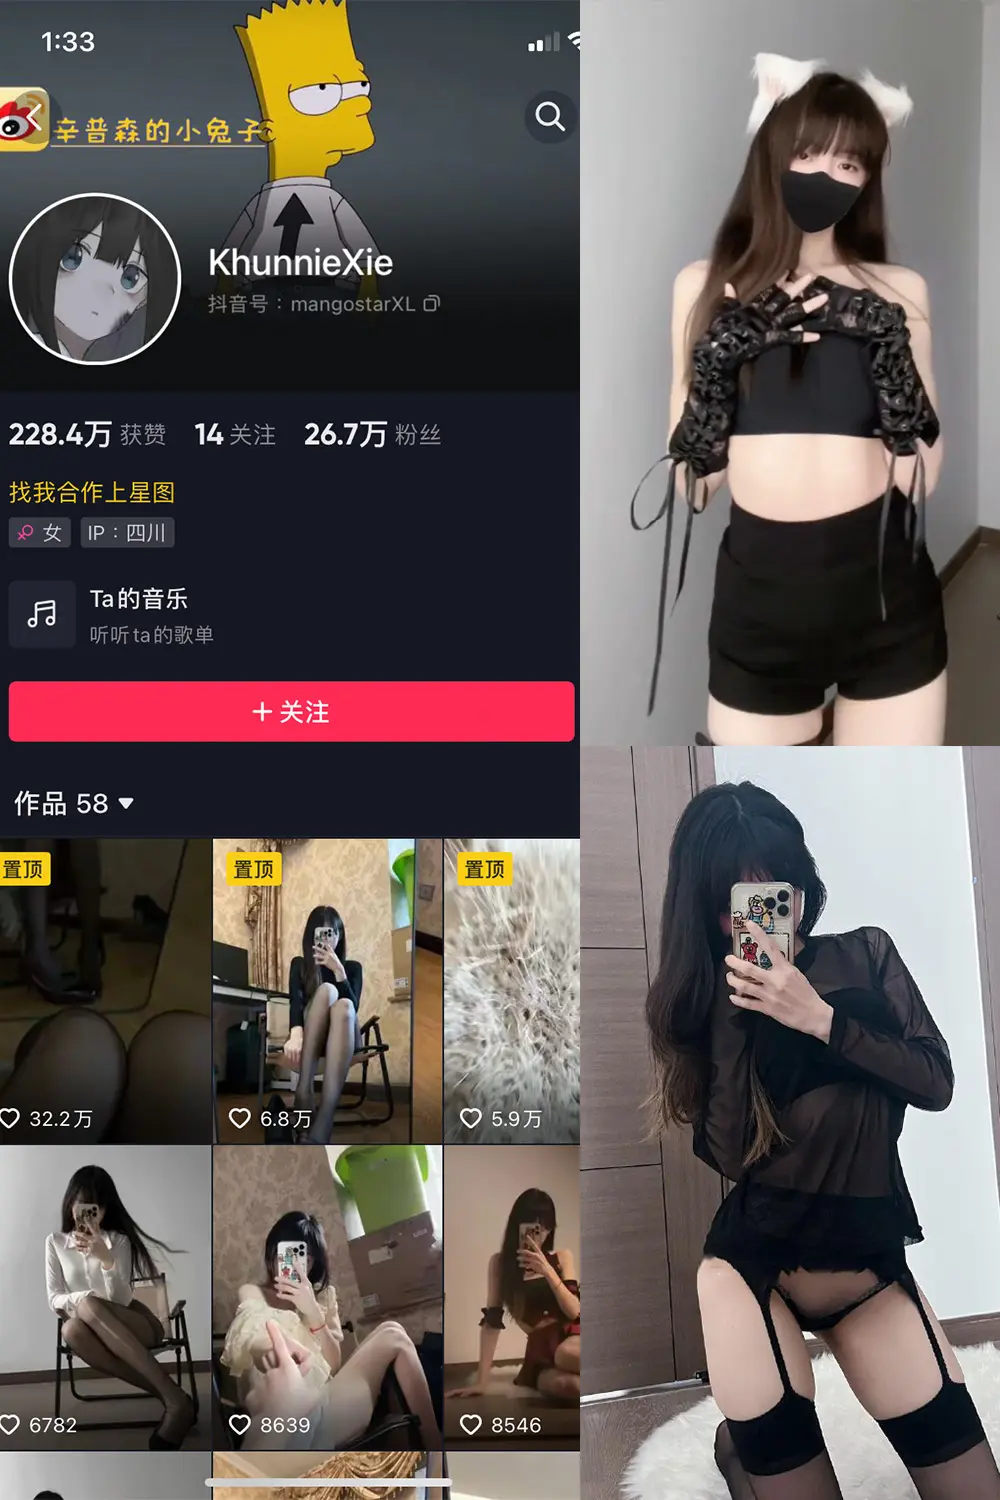 1:33
辛普森的小兔子
KhunnieXie
抖音号：mangostarXL
228.4万 获赞 14 关注 26.7万 粉丝
找我合作上星图
女 IP：四川
Ta的音乐
听听ta的歌单
+ 关注
作品 58
置顶 置顶 置顶
32.2万 6.8万 5.9万
6782 8639 8546